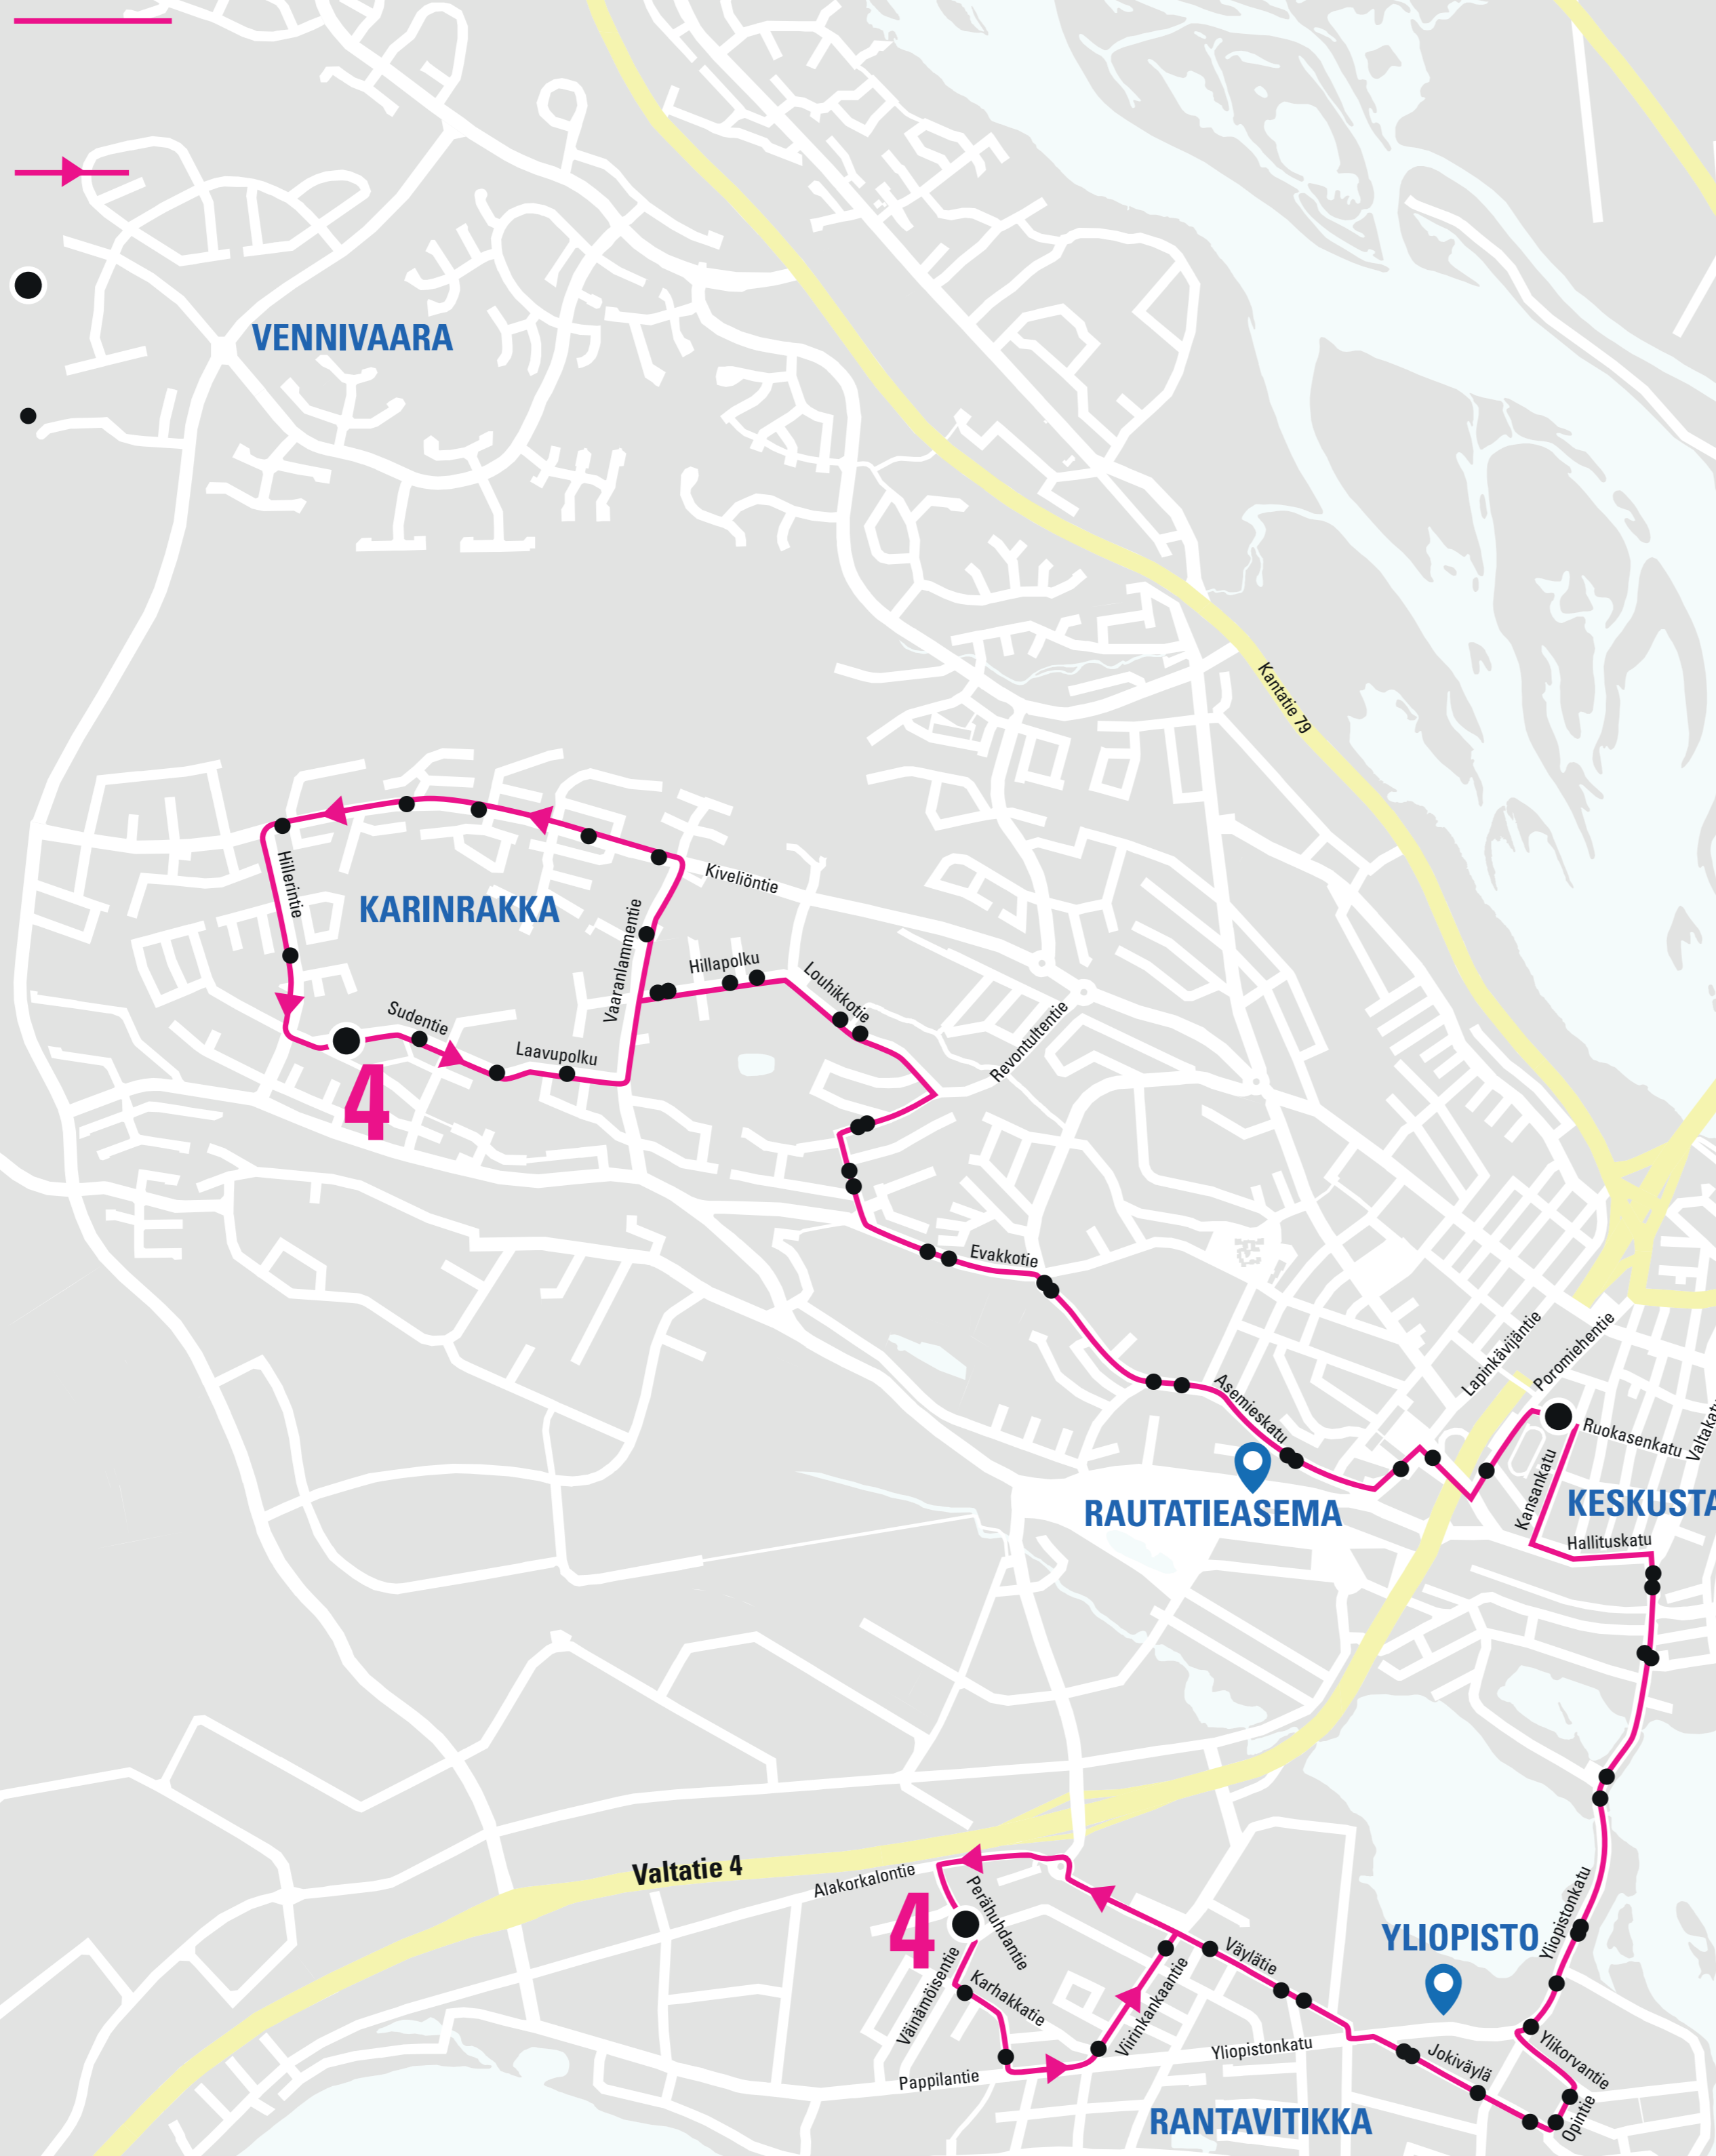 VENNIVAARA
Kantatie 79
Kiveliöntie
Hillerintie
KARINRAKKA
Vaaranlammentie
Hillapolku
Louhikkotie
Sudentie
Laavupolku
Revontultentie
4
Evakkotie
Lapinkävijäntie
Poromiehentie
Asemieskatu
Ruokasenkatu
Valtakatu
Kansankatu
RAUTATIEASEMA
KESKUSTA
Hallituskatu
Valtatie 4
Alakorkalontie
Perähuhdantie
4
Yliopistonkatu
YLIOPISTO
Väylätie
Väinämöisentie
Karhakkatie
Viirinkankaantie
Yliopistonkatu
Ylikorvantie
Jokiväylä
Pappilantie
Opintie
RANTAVITIKKA